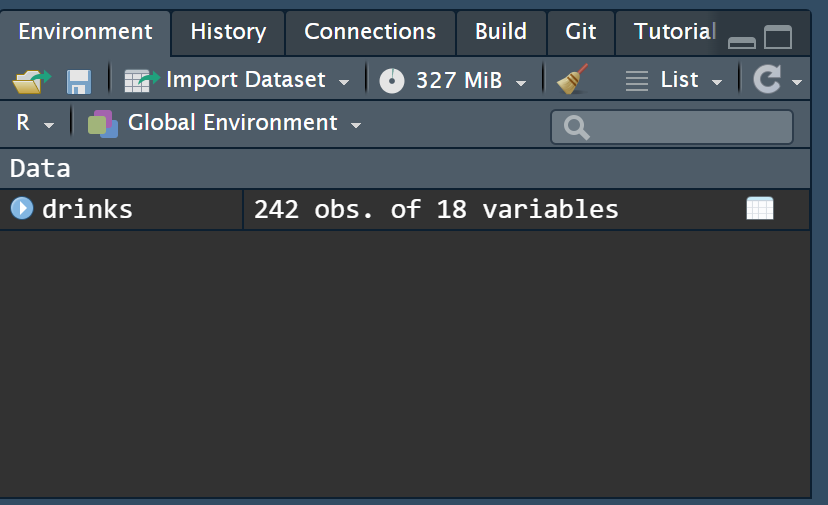 Environment History Connections Build Git Tutorial
Import Dataset 327 MiB List
R Global Environment
Data
drinks 242 obs. of 18 variables